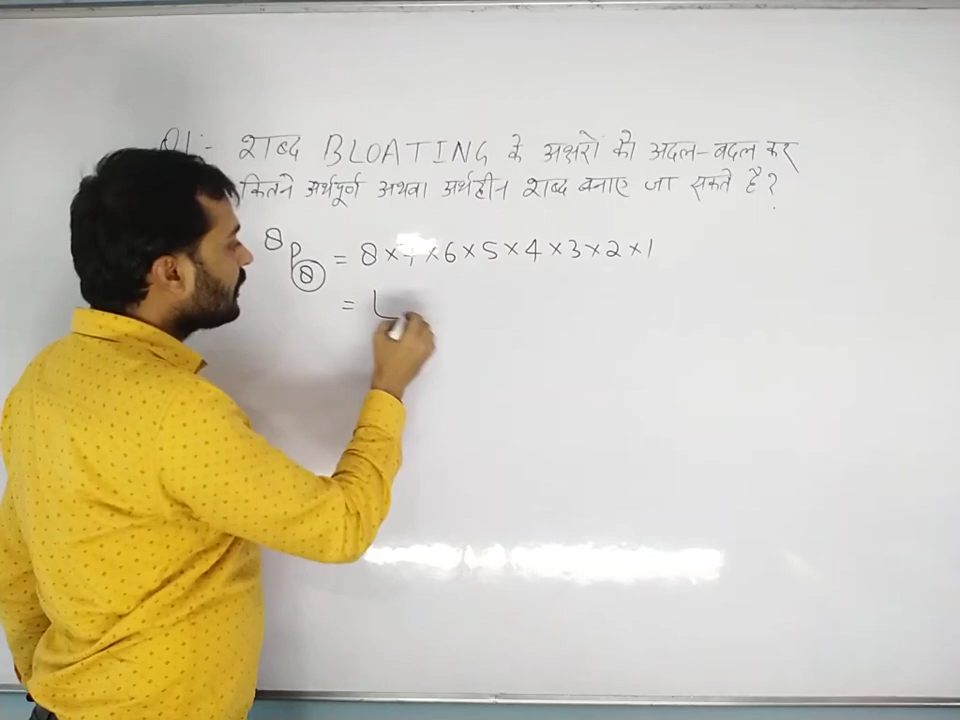 Q1:- शब्द BLOATING के अक्षरों को अदल-बदल कर
कितने अर्थपूर्ण अथवा अर्थहीन शब्द बनाए जा सकते है?
⁸P₈ = 8×7×6×5×4×3×2×1
= L